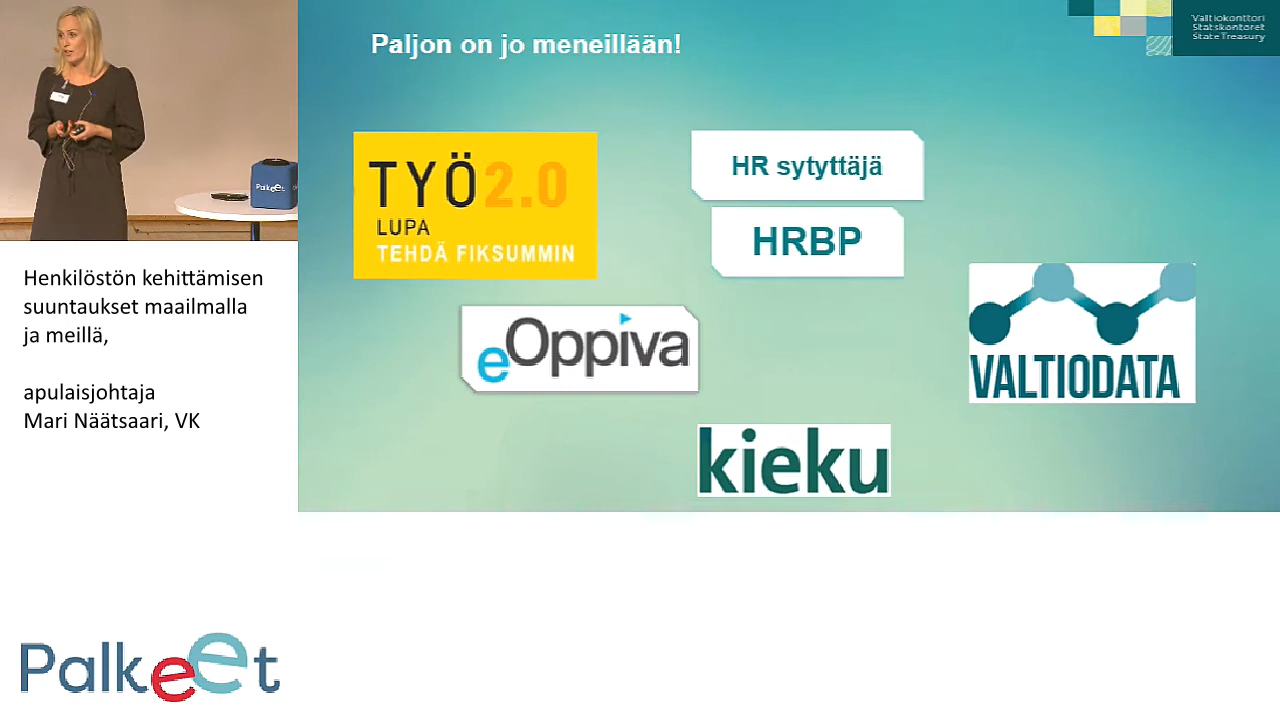 Paljon on jo meneillään!
Valtiokonttori
Statskontoret
State Treasury
TYÖ2.0
LUPA
TEHDÄ FIKSUMMIN
HR sytyttäjä
HRBP
eOppiva
VALTIODATA
kieku
Palkeet
Henkilöstön kehittämisen
suuntaukset maailmalla
ja meillä,
apulaisjohtaja
Mari Näätsaari, VK
Palkeet